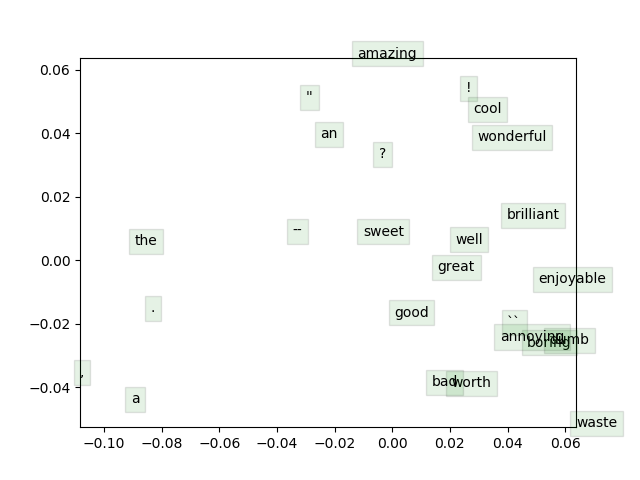 amazing
0.06
"
!
cool
0.04
an
wonderful
?
0.02
brilliant
the
--
sweet
well
0.00
great
enjoyable
.
good
−0.02
``
annoying
boring
dumb
,
−0.04
a
bad
worth
waste
−0.10
−0.08
−0.06
−0.04
−0.02
0.00
0.02
0.04
0.06